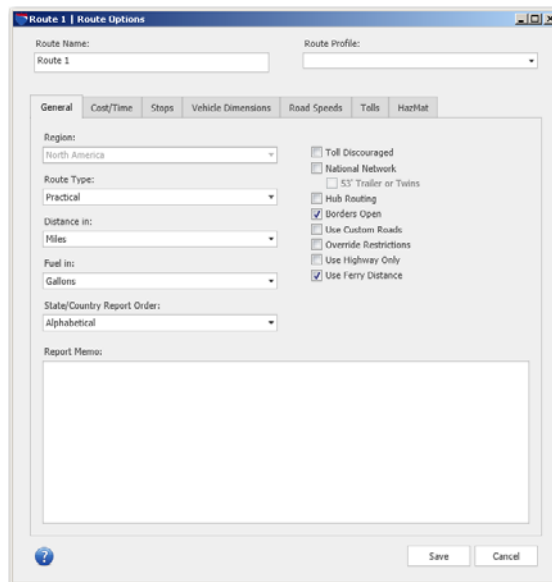 Route 1 | Route Options
Route Name:
Route Profile:
Route 1
General
Cost/Time
Stops
Vehicle Dimensions
Road Speeds
Tolls
HazMat
Region:
North America
Route Type:
Practical
Distance in:
Miles
Fuel in:
Gallons
State/Country Report Order:
Alphabetical
Toll Discouraged
National Network
53' Trailer or Twins
Hub Routing
Borders Open
Use Custom Roads
Override Restrictions
Use Highway Only
Use Ferry Distance
Report Memo:
?
Save
Cancel